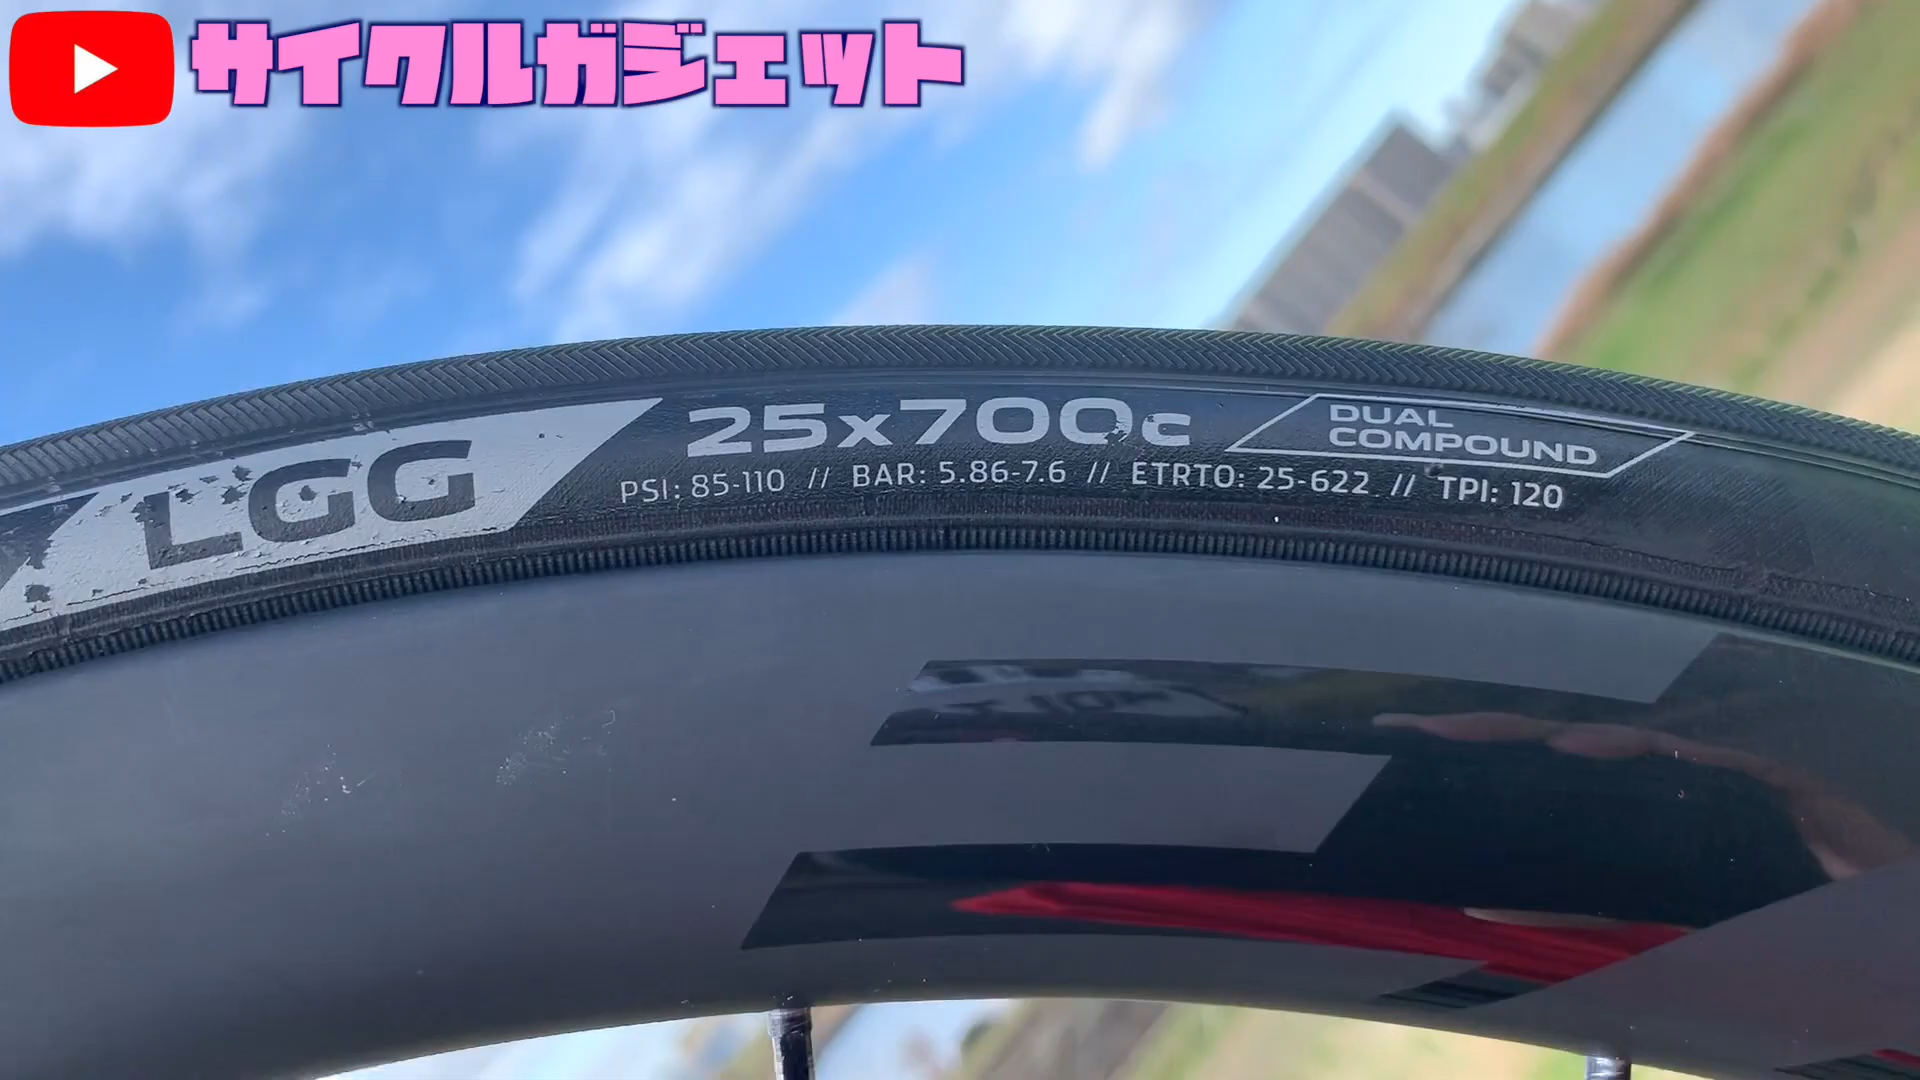 サイクルガジェット
LGG
25x700c
DUAL
COMPOUND
PSI: 85-110 // BAR: 5.86-7.6 // ETRTO: 25-622 // TPI: 120